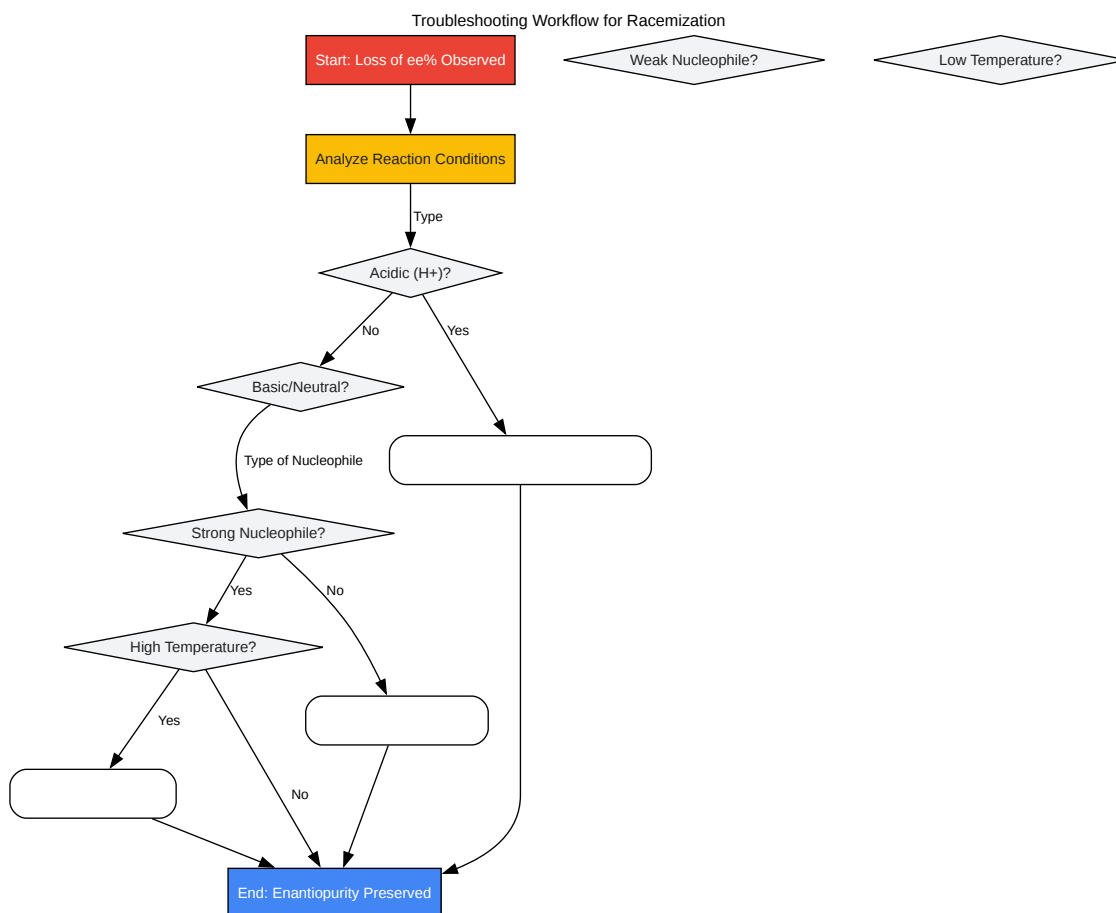 Troubleshooting Workflow for Racemization
Start: Loss of ee% Observed
Weak Nucleophile?
Low Temperature?
Analyze Reaction Conditions
Type
Acidic (H+)?
No
Yes
Basic/Neutral?
Type of Nucleophile
Strong Nucleophile?
Yes
No
High Temperature?
Yes
No
End: Enantiopurity Preserved